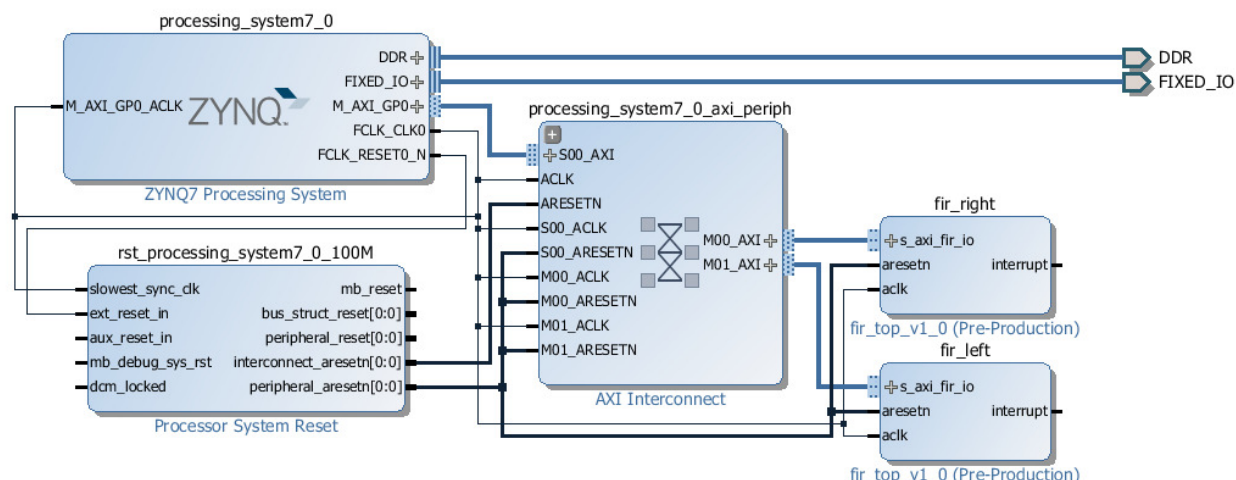 processing_system7_0
DDR
FIXED_IO
M_AXI_GP0_ACLK
ZYNQ.
M_AXI_GP0
FCLK_CLK0
FCLK_RESET0_N
ZYNQ7 Processing System
DDR
FIXED_IO
processing_system7_0_axi_periph
S00_AXI
ACLK
ARESETN
S00_ACLK
S00_ARESETN
M00_ACLK
M00_ARESETN
M01_ACLK
M01_ARESETN
M00_AXI
M01_AXI
AXI Interconnect
rst_processing_system7_0_100M
slowest_sync_clk
ext_reset_in
aux_reset_in
mb_debug_sys_rst
dcm_locked
mb_reset
bus_struct_reset[0:0]
peripheral_reset[0:0]
interconnect_aresetn[0:0]
peripheral_aresetn[0:0]
Processor System Reset
fir_right
s_axi_fir_io
aresetn
aclk
interrupt
fir_top_v1_0 (Pre-Production)
fir_left
s_axi_fir_io
aresetn
aclk
interrupt
fir_top_v1_0 (Pre-Production)